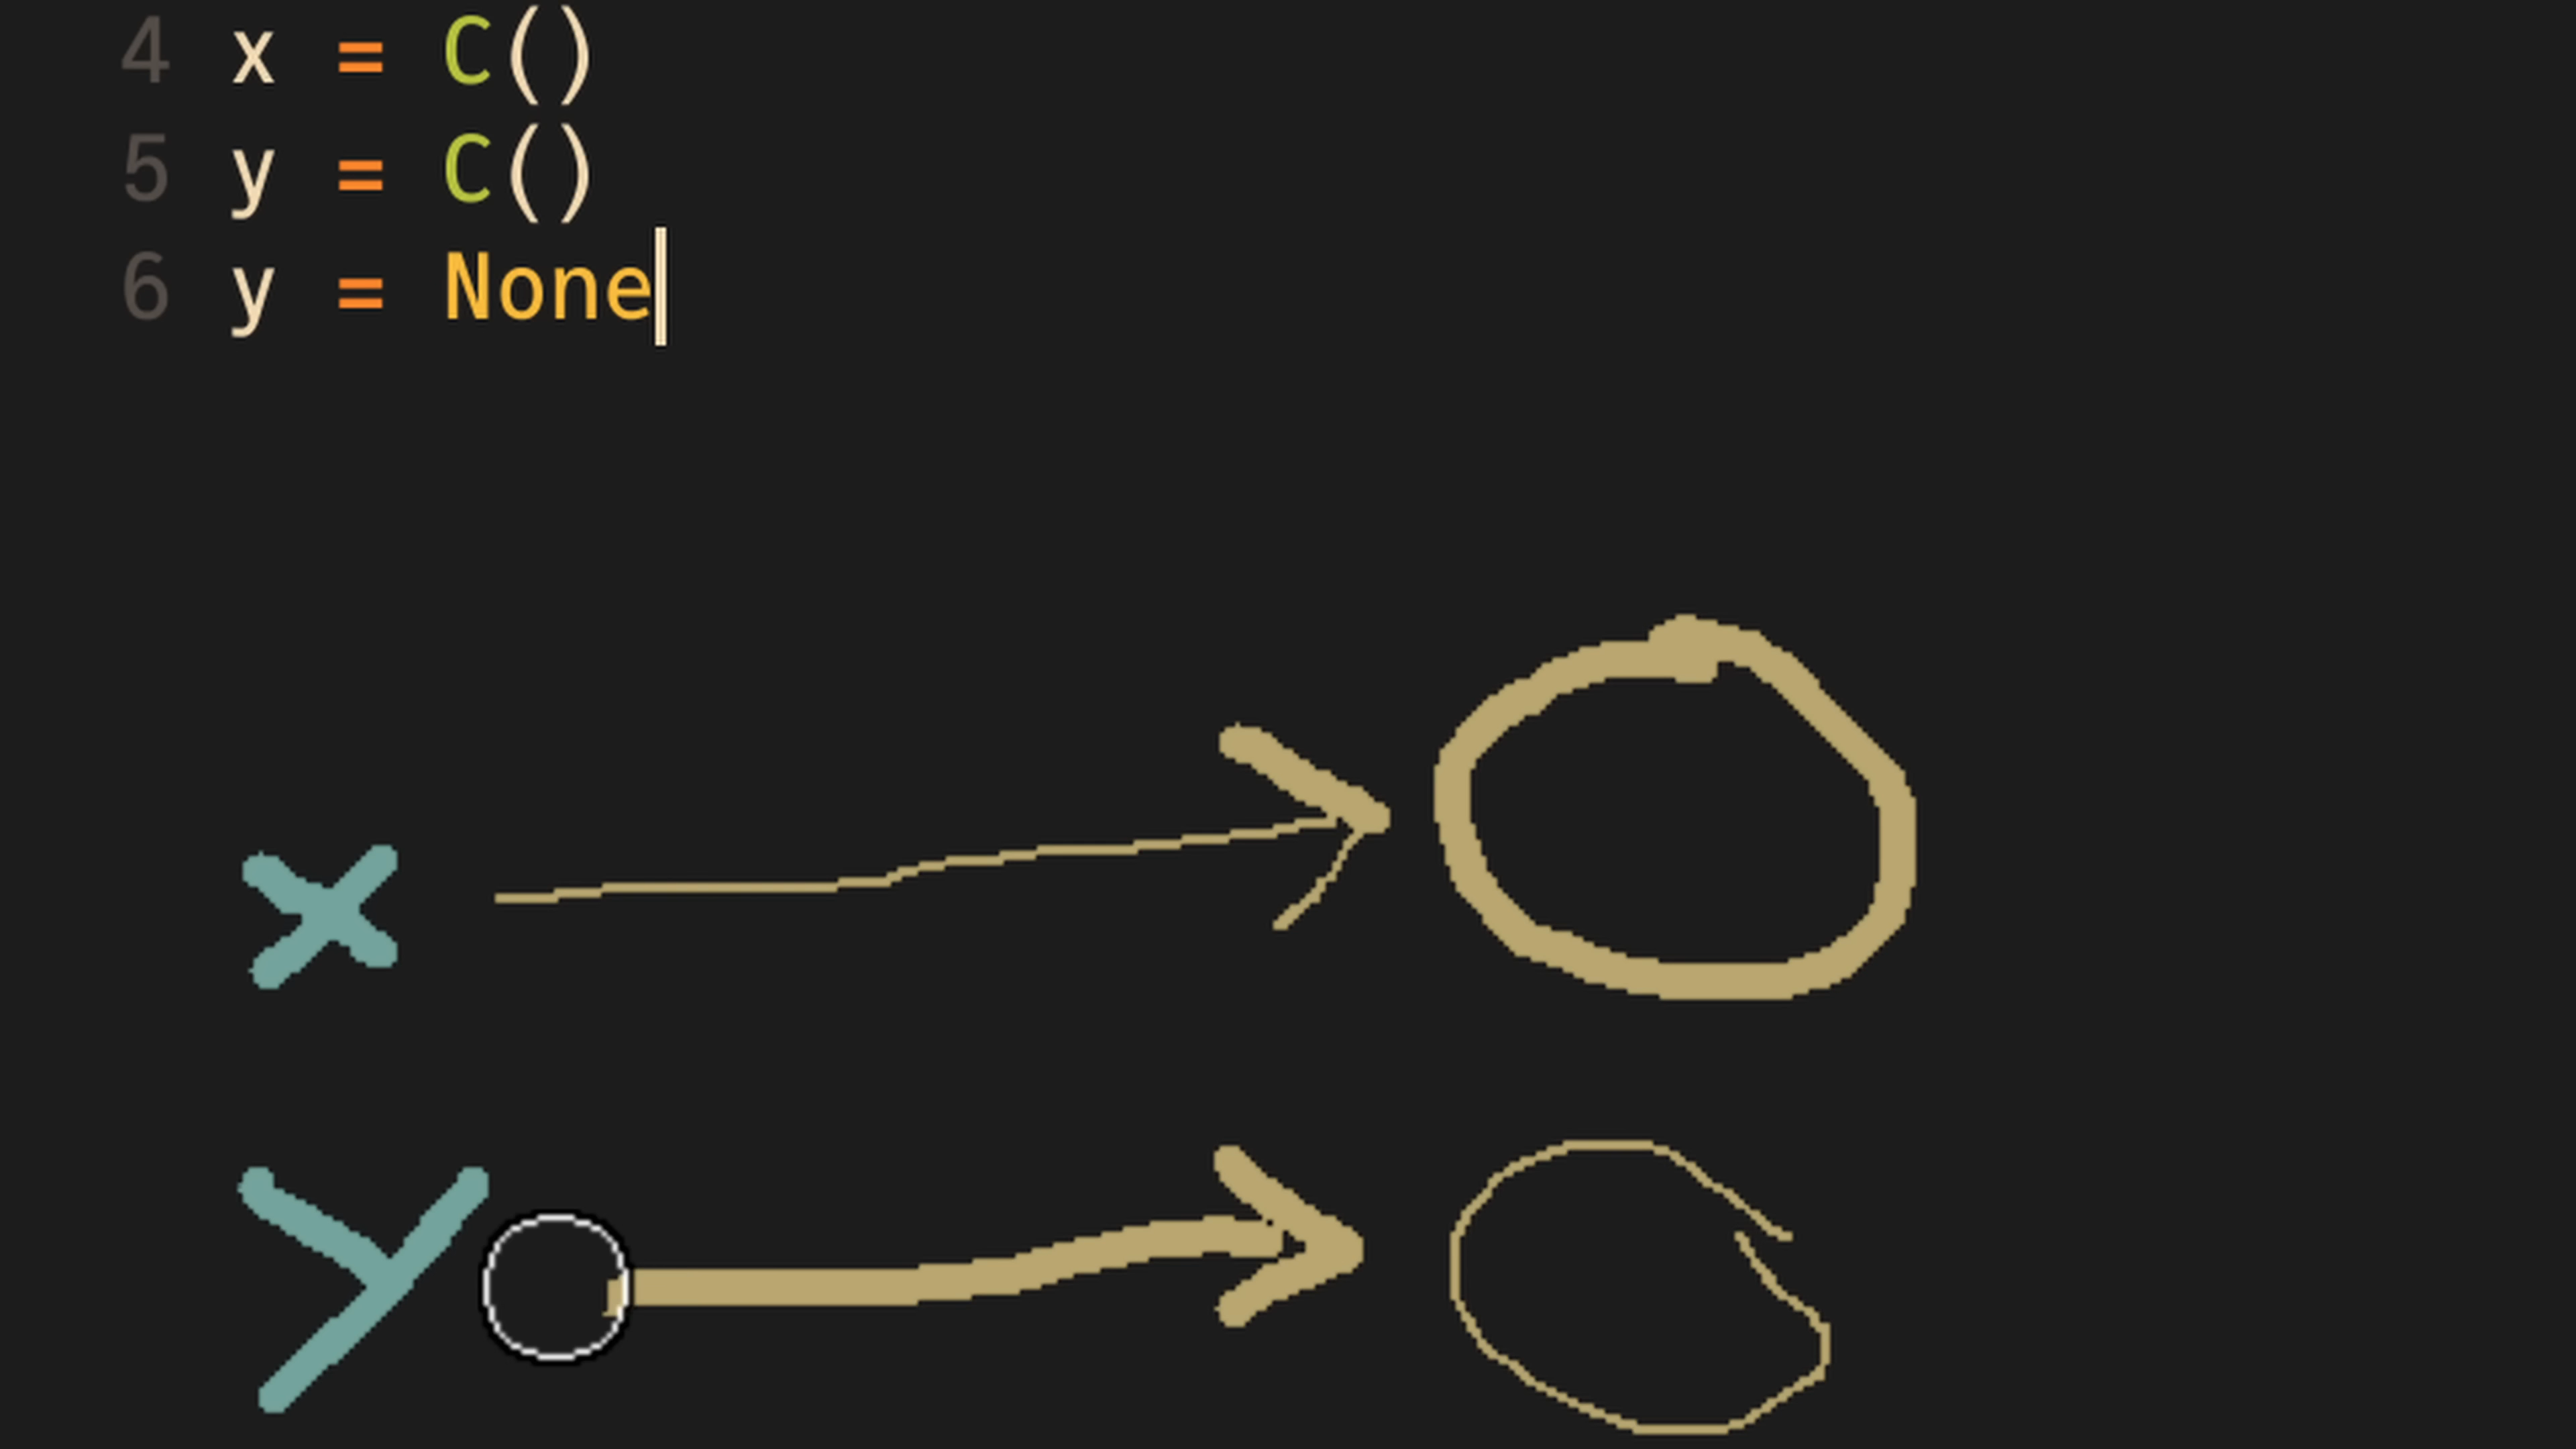 4 x = C()
5 y = C()
6 y = None
x
y